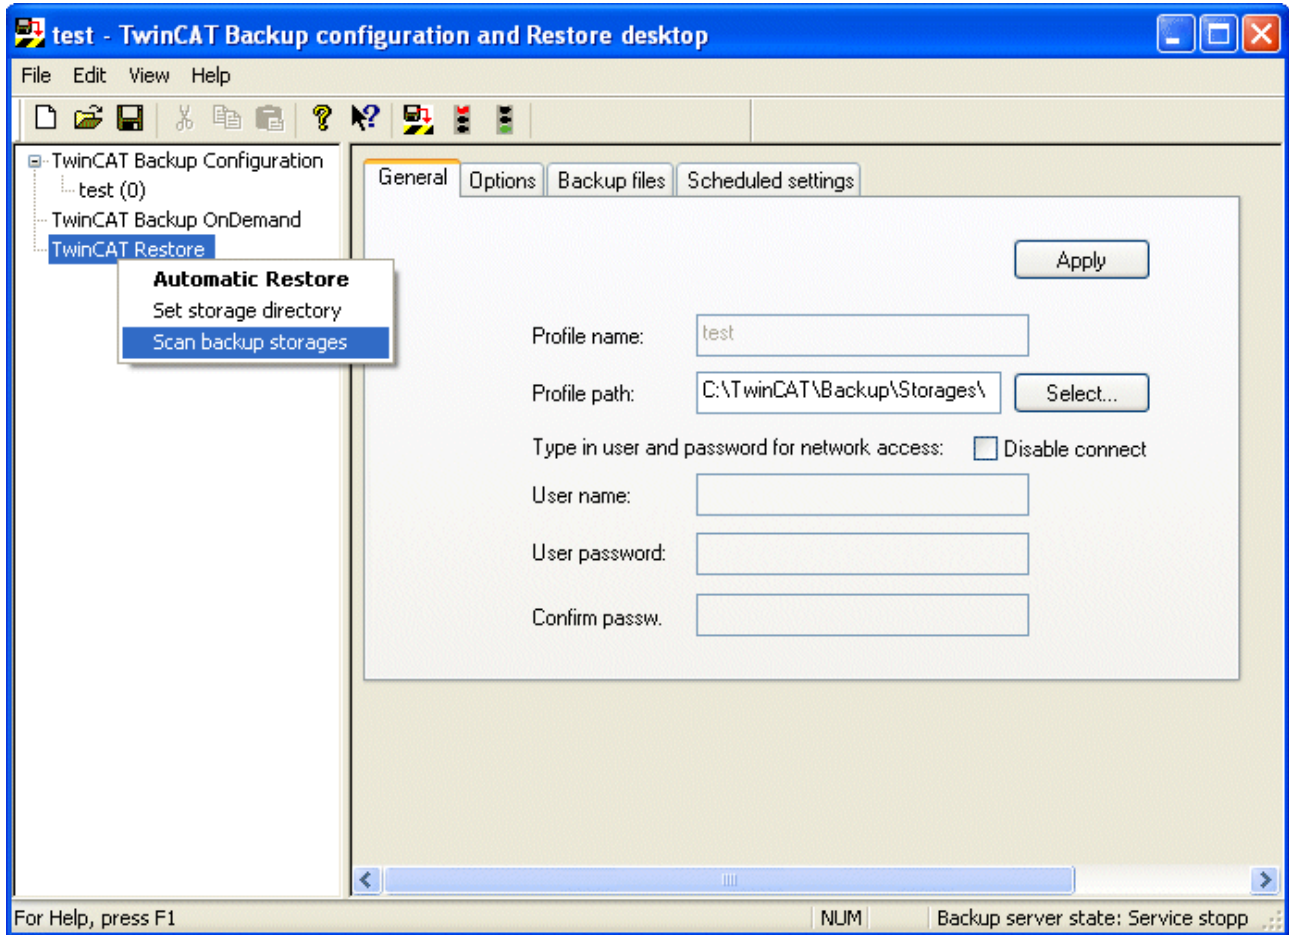 test - TwinCAT Backup configuration and Restore desktop
File Edit View Help
TwinCAT Backup Configuration
test (0)
TwinCAT Backup OnDemand
TwinCAT Restore
Automatic Restore
Set storage directory
Scan backup storages
General Options Backup files Scheduled settings
Apply
Profile name: test
Profile path: C:\TwinCAT\Backup\Storages\ Select...
Type in user and password for network access: Disable connect
User name:
User password:
Confirm passw.
For Help, press F1 NUM Backup server state: Service stopp